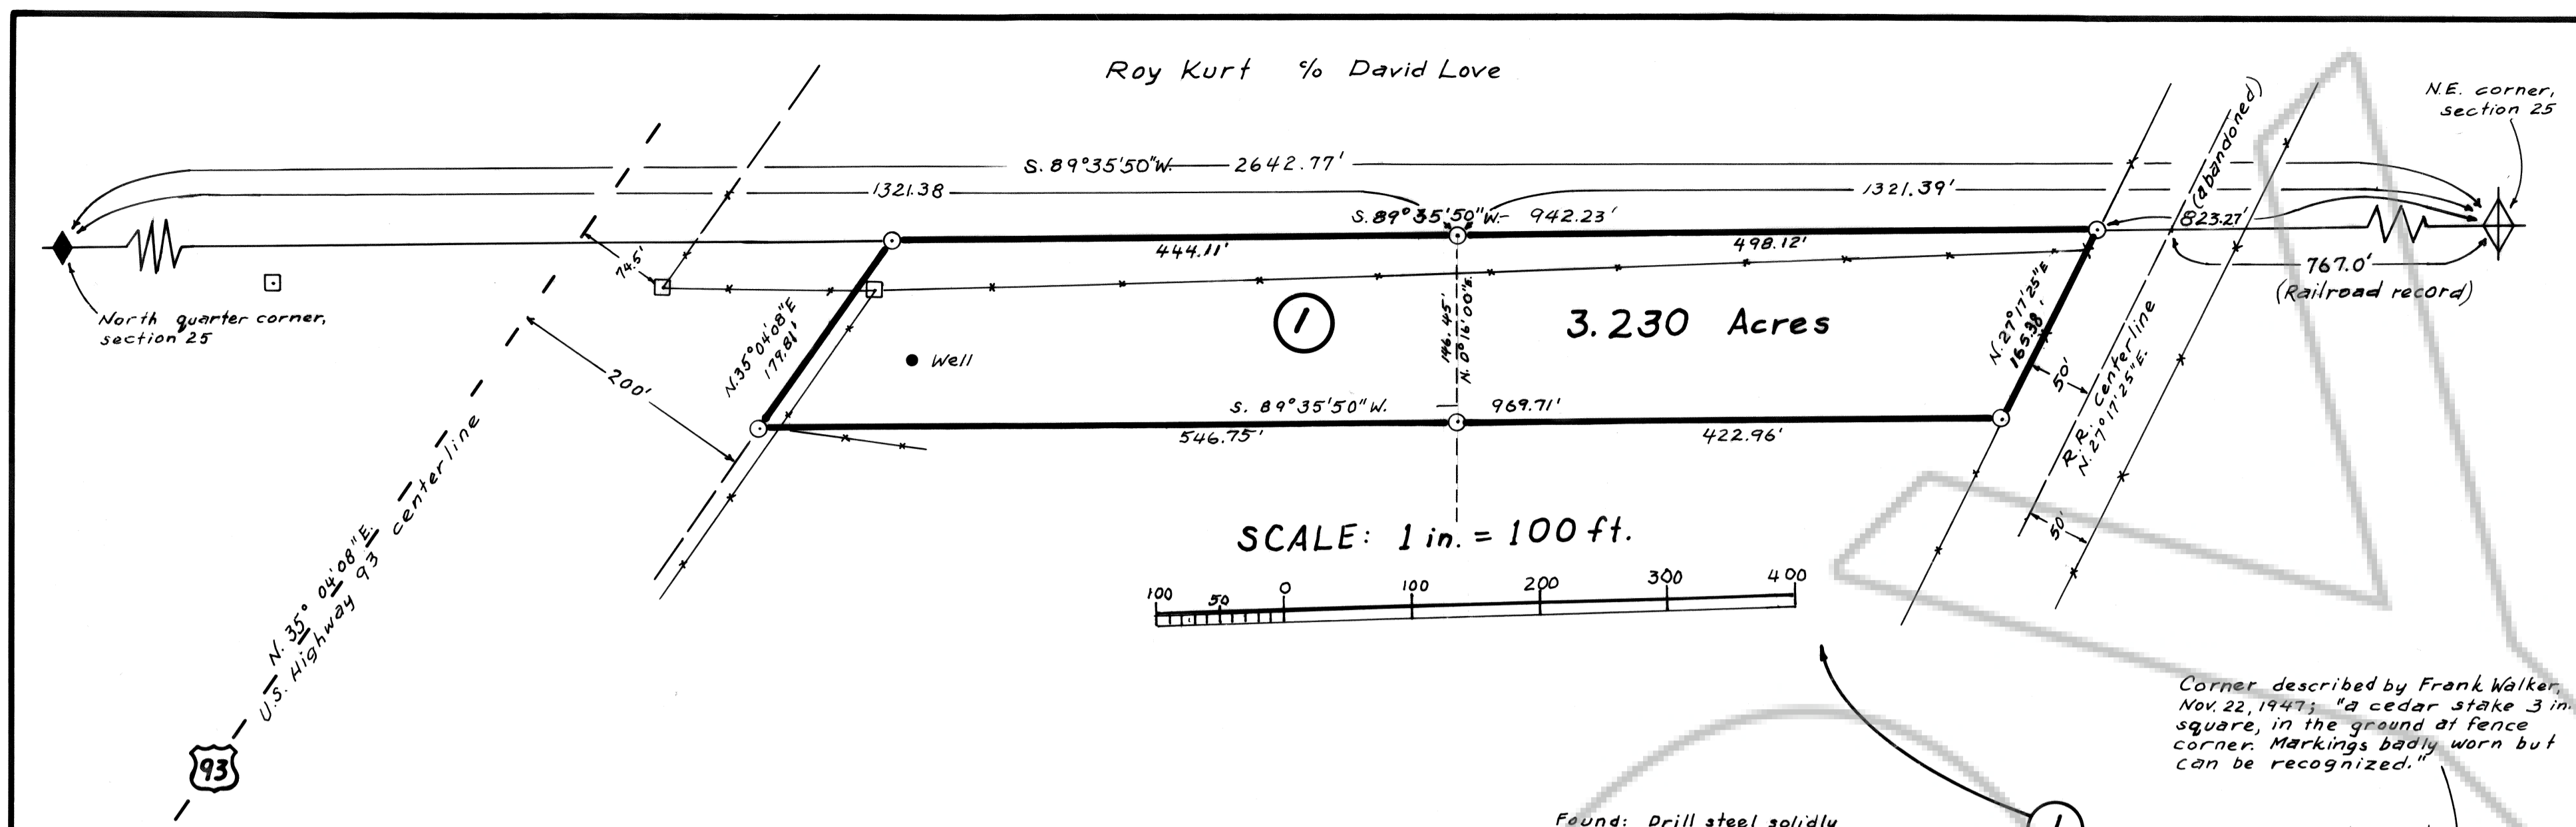 Roy Kurt c/o David Love
N.E. corner,
section 25
(abandoned)
S. 89°35'50"W. 2642.77'
1321.38
1321.39'
S. 89°35'50"W. 942.23'
823.27'
444.11'
498.12'
74.5'
767.0'
(Railroad record)
North quarter corner,
section 25
N. 35°04'08"E
179.81'
Well
1
146.45'
N. 0°16'00"E.
3.230 Acres
N. 27°17'25"E
165.38'
50'
R.R. centerline
N. 27°17'25"E.
200'
S. 89°35'50"W. 969.71'
546.75'
422.96'
50'
N. 35° 04' 08" E.
U.S. Highway 93 centerline
SCALE: 1 in. = 100 ft.
100 50 0 100 200 300 400
93
Corner described by Frank Walker,
Nov. 22, 1947; "a cedar stake 3 in.
square, in the ground at fence
corner. Markings badly worn but
can be recognized."
Found: Drill steel solidly